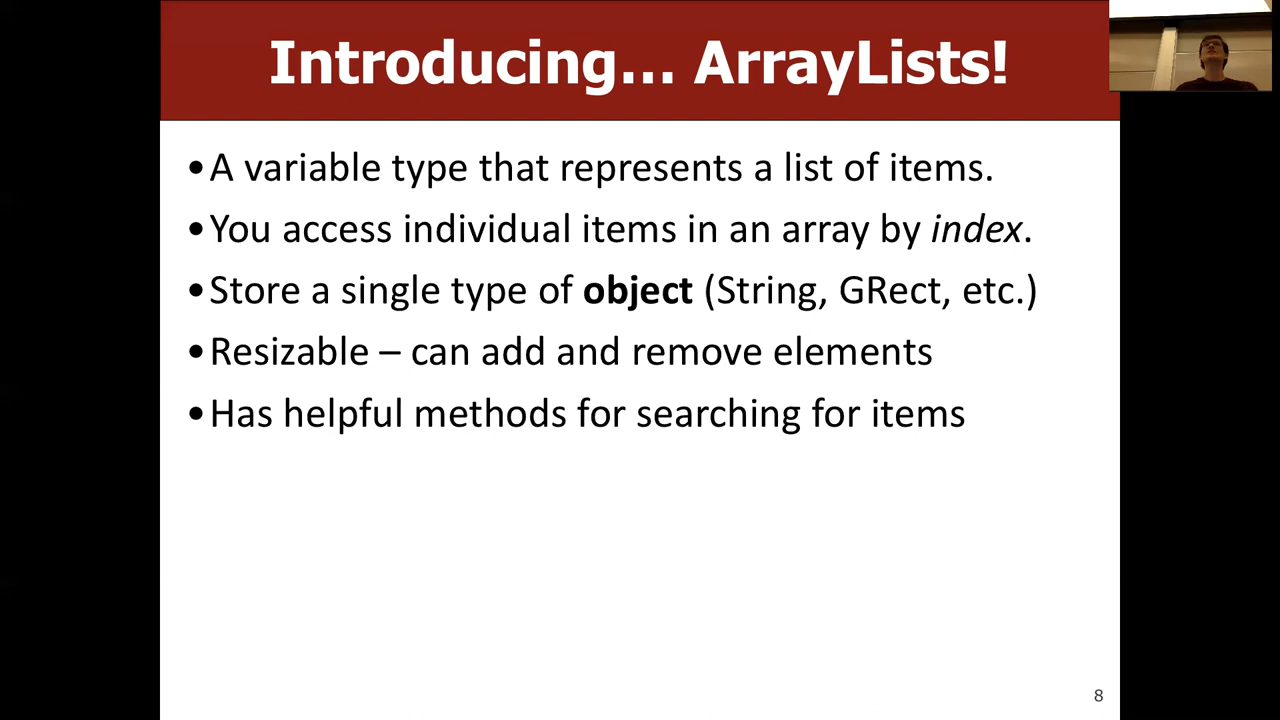 Introducing… ArrayLists!
•A variable type that represents a list of items.
•You access individual items in an array by index.
•Store a single type of object (String, GRect, etc.)
•Resizable – can add and remove elements
•Has helpful methods for searching for items
8